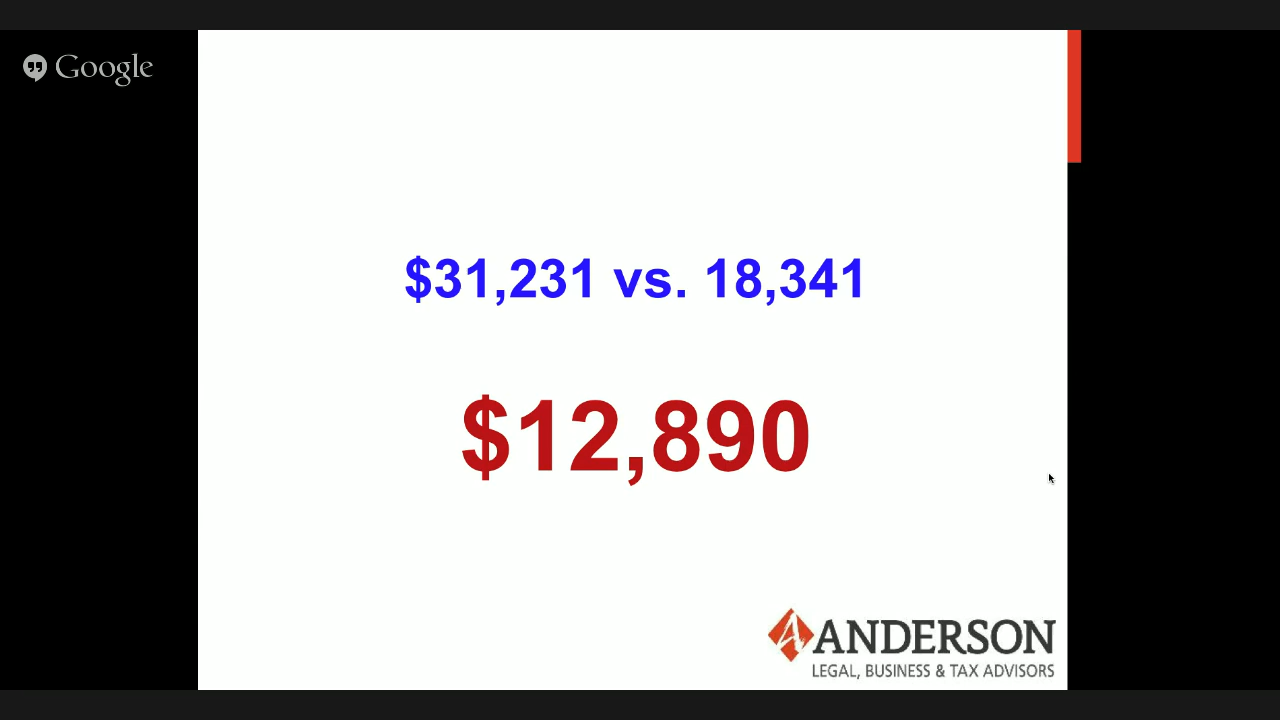 Google
$31,231 vs. 18,341
$12,890
ANDERSON
LEGAL, BUSINESS & TAX ADVISORS